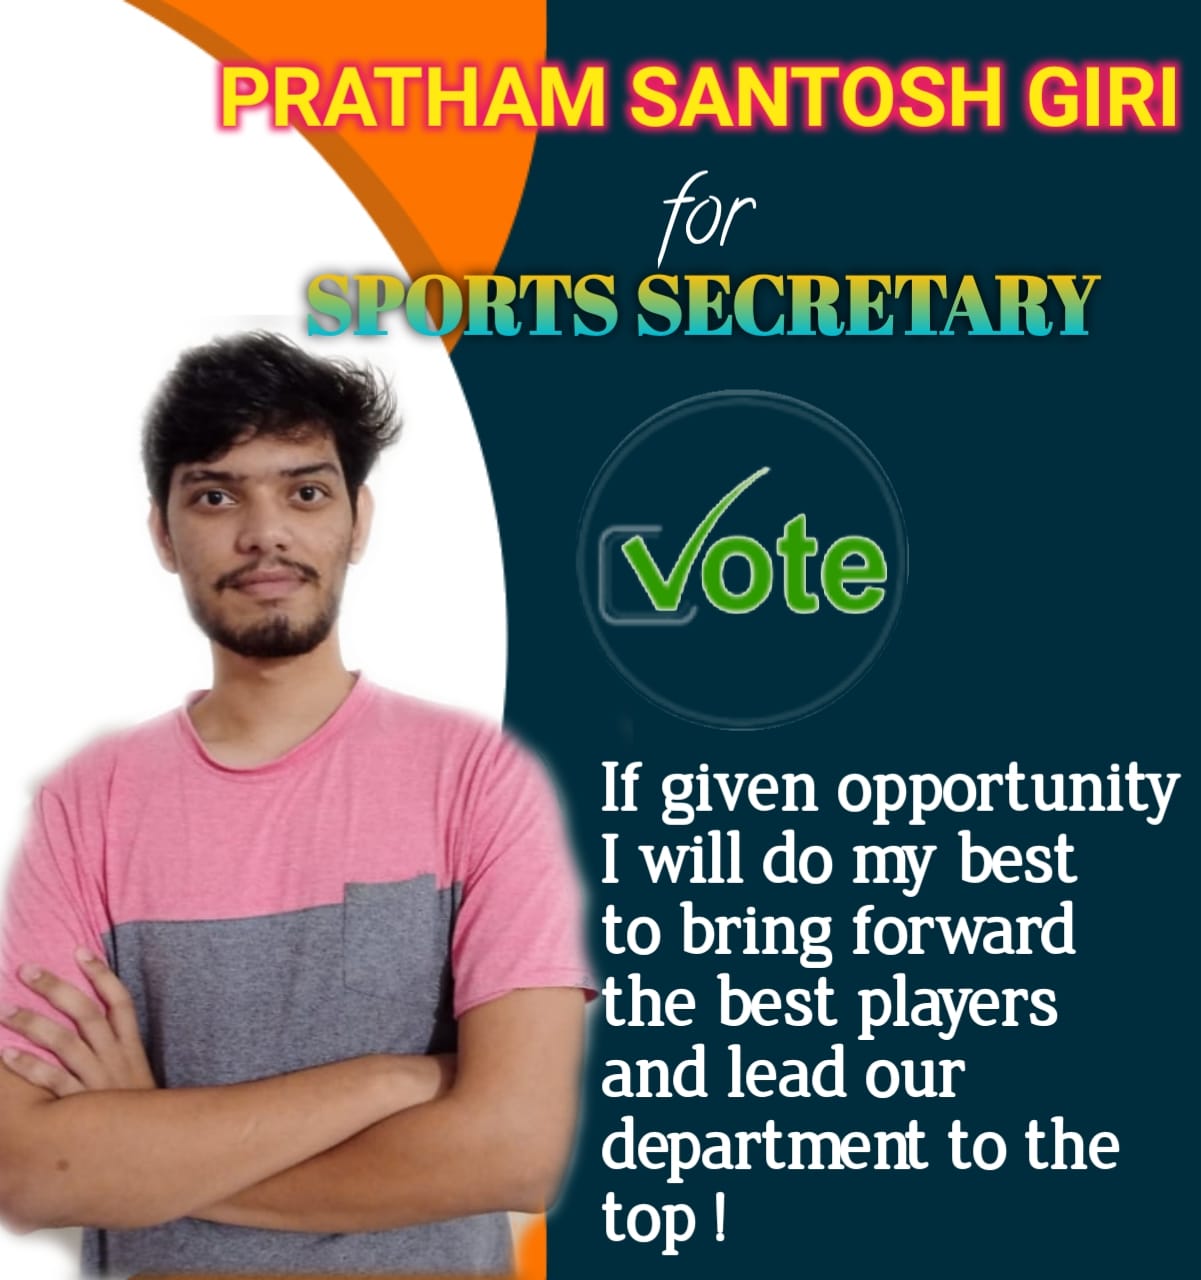 PRATHAM SANTOSH GIRI
for
SPORTS SECRETARY
vote
If given opportunity
I will do my best
to bring forward
the best players
and lead our
department to the
top !